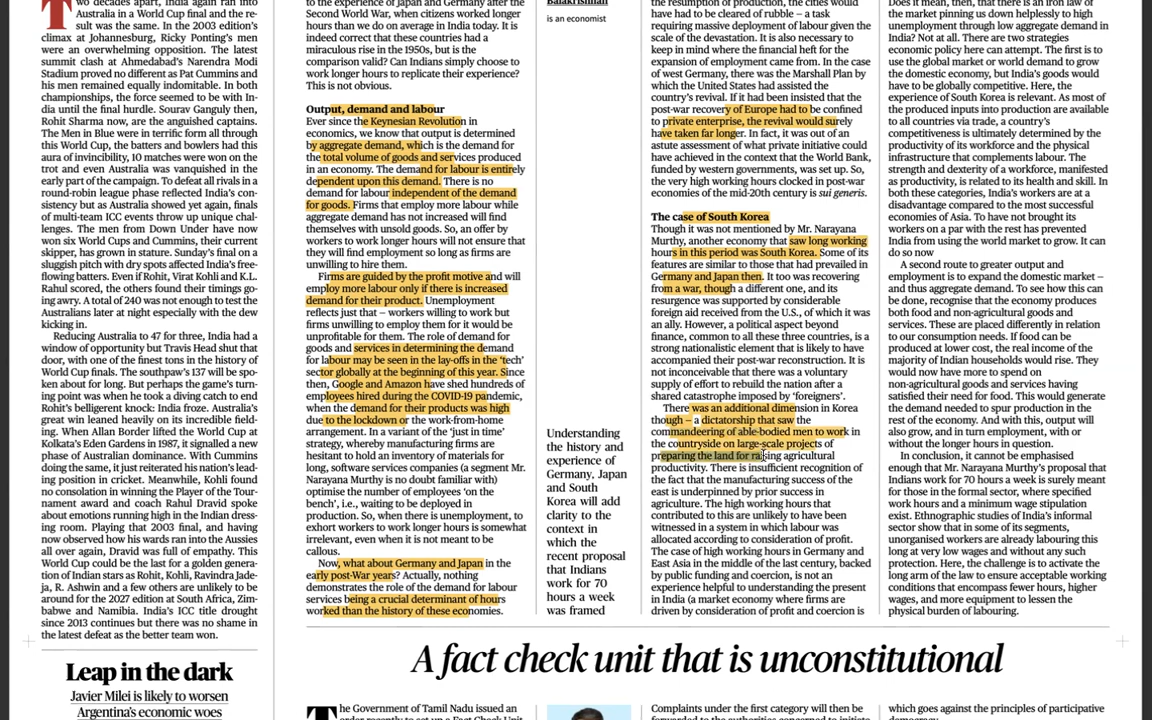 wo decades apart, India again ran into
T
Australia in a World Cup final and the re-
sult was the same. In the 2003 edition's
climax at Johannesburg, Ricky Ponting's men
were an overwhelming opposition. The latest
summit clash at Ahmedabad's Narendra Modi
Stadium proved no different as Pat Cummins and
his men remained equally indomitable. In both
championships, the force seemed to be with In-
dia until the final hurdle. Sourav Ganguly then,
Rohit Sharma now, are the anguished captains.
The Men in Blue were in terrific form all through
this World Cup, the batters and bowlers had this
aura of invincibility, 10 matches were won on the
trot and even Australia was vanquished in the
early part of the campaign. To defeat all rivals in a
round-robin league phase reflected India's con-
sistency but as Australia showed yet again, finals
of multi-team ICC events throw up unique chal-
lenges. The men from Down Under have now
won six World Cups and Cummins, their current
skipper, has grown in stature. Sunday's final on a
sluggish pitch with dry spots affected India's free-
flowing batters. Even if Rohit, Virat Kohli and K.L.
Rahul scored, the others found their timings go-
ing awry. A total of 240 was not enough to test the
Australians later at night especially with the dew
kicking in.
Reducing Australia to 47 for three, India had a
window of opportunity but Travis Head shut that
door, with one of the finest tons in the history of
World Cup finals. The southpaw's 137 will be spo-
ken about for long. But perhaps the game's turn-
ing point was when he took a diving catch to end
Rohit's belligerent knock: India froze. Australia's
great win leaned heavily on its incredible field-
ing. When Allan Border lifted the World Cup at
Kolkata's Eden Gardens in 1987, it signalled a new
phase of Australian dominance. With Cummins
doing the same, it just reiterated his nation's lead-
ing position in cricket. Meanwhile, Kohli found
no consolation in winning the Player of the Tour-
nament award and coach Rahul Dravid spoke
about emotions running high in the Indian dress-
ing room. Playing that 2003 final, and having
now observed how his wards ran into the Aussies
all over again, Dravid was full of empathy. This
World Cup could be the last for a golden genera-
tion of Indian stars as Rohit, Kohli, Ravindra Jade-
ja, R. Ashwin and a few others are unlikely to be
around for the 2027 edition at South Africa, Zim-
babwe and Namibia. India's ICC title drought
since 2013 continues but there was no shame in
the latest defeat as the better team won.
Leap in the dark
Javier Milei is likely to worsen
Argentina's economic woes
to the experience of Japan and Germany after the
Second World War, when citizens worked longer
hours than we do on average in India today. It is
indeed correct that these countries had a
miraculous rise in the 1950s, but is the
comparison valid? Can Indians simply choose to
work longer hours to replicate their experience?
This is not obvious.
Output, demand and labour
Ever since the Keynesian Revolution in
economics, we know that output is determined
by aggregate demand, which is the demand for
the total volume of goods and services produced
in an economy. The demand for labour is entirely
dependent upon this demand. There is no
demand for labour independent of the demand
for goods. Firms that employ more labour while
aggregate demand has not increased will find
themselves with unsold goods. So, an offer by
workers to work longer hours will not ensure that
they will find employment so long as firms are
unwilling to hire them.
Firms are guided by the profit motive and will
employ more labour only if there is increased
demand for their product. Unemployment
reflects just that — workers willing to work but
firms unwilling to employ them for it would be
unprofitable for them. The role of demand for
goods and services in determining the demand
for labour may be seen in the lay-offs in the 'tech'
sector globally at the beginning of this year. Since
then, Google and Amazon have shed hundreds of
employees hired during the COVID-19 pandemic,
when the demand for their products was high
due to the lockdown or the work-from-home
arrangement. In a variant of the 'just in time'
strategy, whereby manufacturing firms are
hesitant to hold an inventory of materials for
long, software services companies (a segment Mr.
Narayana Murthy is no doubt familiar with)
optimise the number of employees 'on the
bench', i.e., waiting to be deployed in
production. So, when there is unemployment, to
exhort workers to work longer hours is somewhat
irrelevant, even when it is not meant to be
callous.
Now, what about Germany and Japan in the
early post-War years? Actually, nothing
demonstrates the role of the demand for labour
services being a crucial determinant of hours
worked than the history of these economies.
Balakrishnan
is an economist
Understanding
the history and
experience of
Germany, Japan
and South
Korea will add
clarity to the
context in
which the
recent proposal
that Indians
work for 70
hours a week
was framed
the resumption of production, the cities would
have had to be cleared of rubble — a task
requiring massive deployment of labour given the
scale of the devastation. It is also necessary to
keep in mind where the financial heft for the
expansion of employment came from. In the case
of west Germany, there was the Marshall Plan by
which the United States had assisted the
country's revival. If it had been insisted that the
post-war recovery of Europe had to be confined
to private enterprise, the revival would surely
have taken far longer. In fact, it was out of an
astute assessment of what private initiative could
have achieved in the context that the World Bank,
funded by western governments, was set up. So,
the very high working hours clocked in post-war
economies of the mid-20th century is sui generis.
The case of South Korea
Though it was not mentioned by Mr. Narayana
Murthy, another economy that saw long working
hours in this period was South Korea. Some of its
features are similar to those that had prevailed in
Germany and Japan then. It too was recovering
from a war, though a different one, and its
resurgence was supported by considerable
foreign aid received from the U.S., of which it was
an ally. However, a political aspect beyond
finance, common to all these three countries, is a
strong nationalistic element that is likely to have
accompanied their post-war reconstruction. It is
not inconceivable that there was a voluntary
supply of effort to rebuild the nation after a
shared catastrophe imposed by 'foreigners'.
There was an additional dimension in Korea
though — a dictatorship that saw the
commandeering of able-bodied men to work in
the countryside on large-scale projects of
preparing the land for raising agricultural
productivity. There is insufficient recognition of
the fact that the manufacturing success of the
east is underpinned by prior success in
agriculture. The high working hours that
contributed to this are unlikely to have been
witnessed in a system in which labour was
allocated according to consideration of profit.
The case of high working hours in Germany and
East Asia in the middle of the last century, backed
by public funding and coercion, is not an
experience helpful to understanding the present
in India (a market economy where firms are
driven by consideration of profit and coercion is
Does it mean, then, that there is an iron law of
the market pinning us down helplessly to high
unemployment through low aggregate demand in
India? Not at all. There are two strategies
economic policy here can attempt. The first is to
use the global market or world demand to grow
the domestic economy, but India's goods would
have to be globally competitive. Here, the
experience of South Korea is relevant. As most of
the produced inputs into production are available
to all countries via trade, a country's
competitiveness is ultimately determined by the
productivity of its workforce and the physical
infrastructure that complements labour. The
strength and dexterity of a workforce, manifested
as productivity, is related to its health and skill. In
both these categories, India's workers are at a
disadvantage compared to the most successful
economies of Asia. To have not brought its
workers on a par with the rest has prevented
India from using the world market to grow. It can
do so now
A second route to greater output and
employment is to expand the domestic market —
and thus aggregate demand. To see how this can
be done, recognise that the economy produces
both food and non-agricultural goods and
services. These are placed differently in relation
to our consumption needs. If food can be
produced at lower cost, the real income of the
majority of Indian households would rise. They
would now have more to spend on
non-agricultural goods and services having
satisfied their need for food. This would generate
the demand needed to spur production in the
rest of the economy. And with this, output will
also grow, and in turn employment, with or
without the longer hours in question.
In conclusion, it cannot be emphasised
enough that Mr. Narayana Murthy's proposal that
Indians work for 70 hours a week is surely meant
for those in the formal sector, where specified
work hours and a minimum wage stipulation
exist. Ethnographic studies of India's informal
sector show that in some of its segments,
unorganised workers are already labouring this
long at very low wages and without any such
protection. Here, the challenge is to activate the
long arm of the law to ensure acceptable working
conditions that encompass fewer hours, higher
wages, and more equipment to lessen the
physical burden of labouring.
A fact check unit that is unconstitutional
he Government of Tamil Nadu issued an
T
order recently to set up a Fact Check Unit
Complaints under the first category will then be
forwarded to the authorities concerned to initiate
which goes against the principles of participative
democracy.